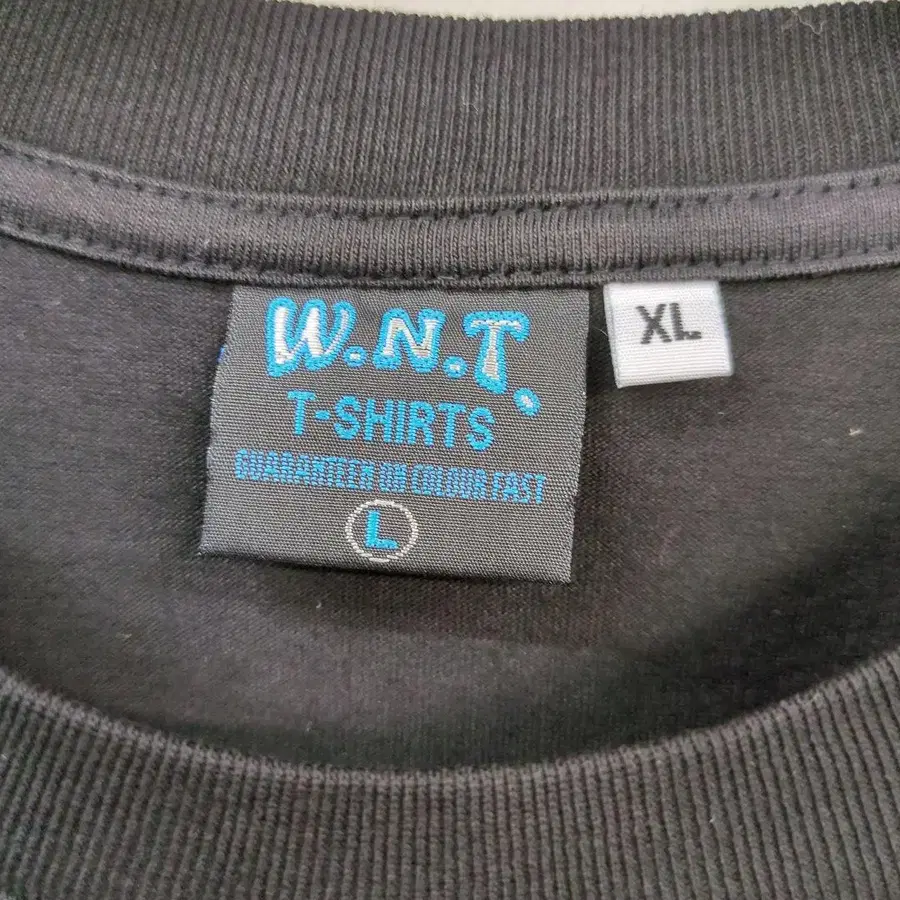 W.N.T.
T-SHIRTS
GUARANTEED ON COLOUR FAST
L
XL